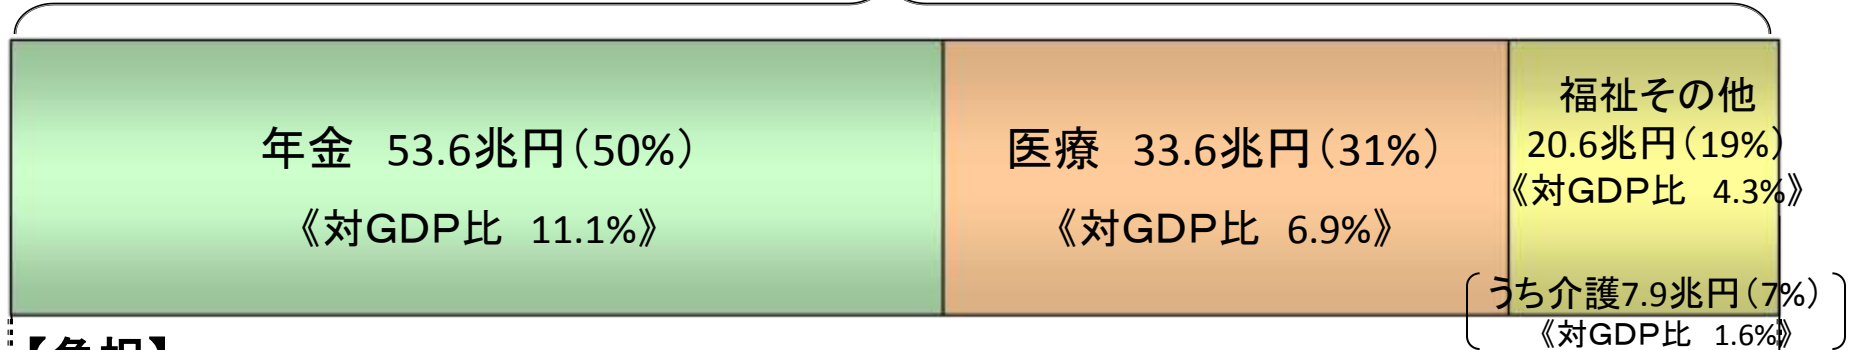 年金　53.6兆円（50%）
《対GDP比　11.1%》
医療　33.6兆円（31%）
《対GDP比　6.9%》
福祉その他
20.6兆円（19%）
《対GDP比　4.3%》
うち介護7.9兆円（7%）
《対GDP比　1.6%》
【負担】